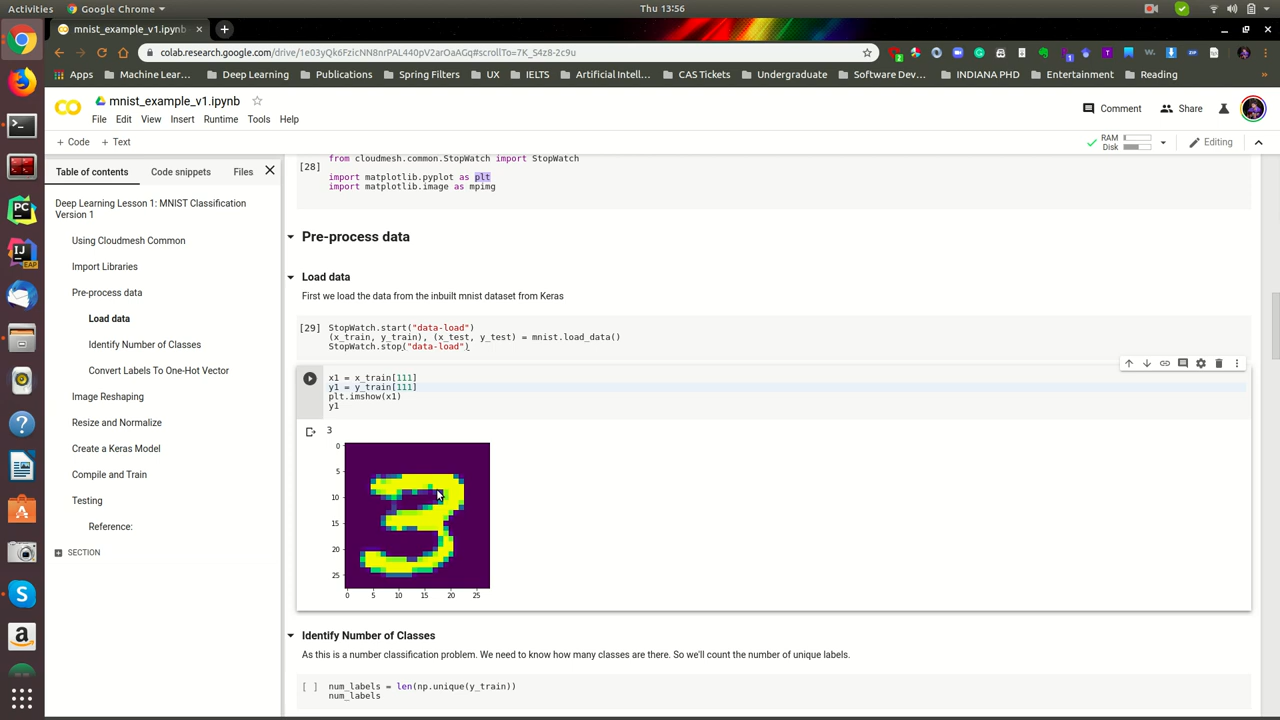 Activities
Google Chrome
Thu 13:56
mnist_example_v1.ipynb
colab.research.google.com/drive/1e03yQk6FzicNN8nrPAL440pV2arOaAGq#scrollTo=7K_S4z8-2c9u
Apps
Machine Lear...
Deep Learning
Publications
Spring Filters
UX
IELTS
Artificial Intell...
CAS Tickets
Undergraduate
Software Dev...
INDIANA PHD
Entertainment
Reading
mnist_example_v1.ipynb
Comment
Share
File Edit View Insert Runtime Tools Help
+ Code + Text
RAM
Disk
Editing
Table of contents
Code snippets
Files
Deep Learning Lesson 1: MNIST Classification
Version 1
Using Cloudmesh Common
Import Libraries
Pre-process data
Load data
Identify Number of Classes
Convert Labels To One-Hot Vector
Image Reshaping
Resize and Normalize
Create a Keras Model
Compile and Train
Testing
Reference:
SECTION
from cloudmesh.common.StopWatch import StopWatch
[28]
import matplotlib.pyplot as plt
import matplotlib.image as mpimg
Pre-process data
Load data
First we load the data from the inbuilt mnist dataset from Keras
[29] StopWatch.start("data-load")
(x_train, y_train), (x_test, y_test) = mnist.load_data()
StopWatch.stop("data-load")
x1 = x_train[111]
y1 = y_train[111]
plt.imshow(x1)
y1
3
0
5
10
15
20
25
0 5 10 15 20 25
Identify Number of Classes
As this is a number classification problem. We need to know how many classes are there. So we'll count the number of unique labels.
[ ] num_labels = len(np.unique(y_train))
num_labels